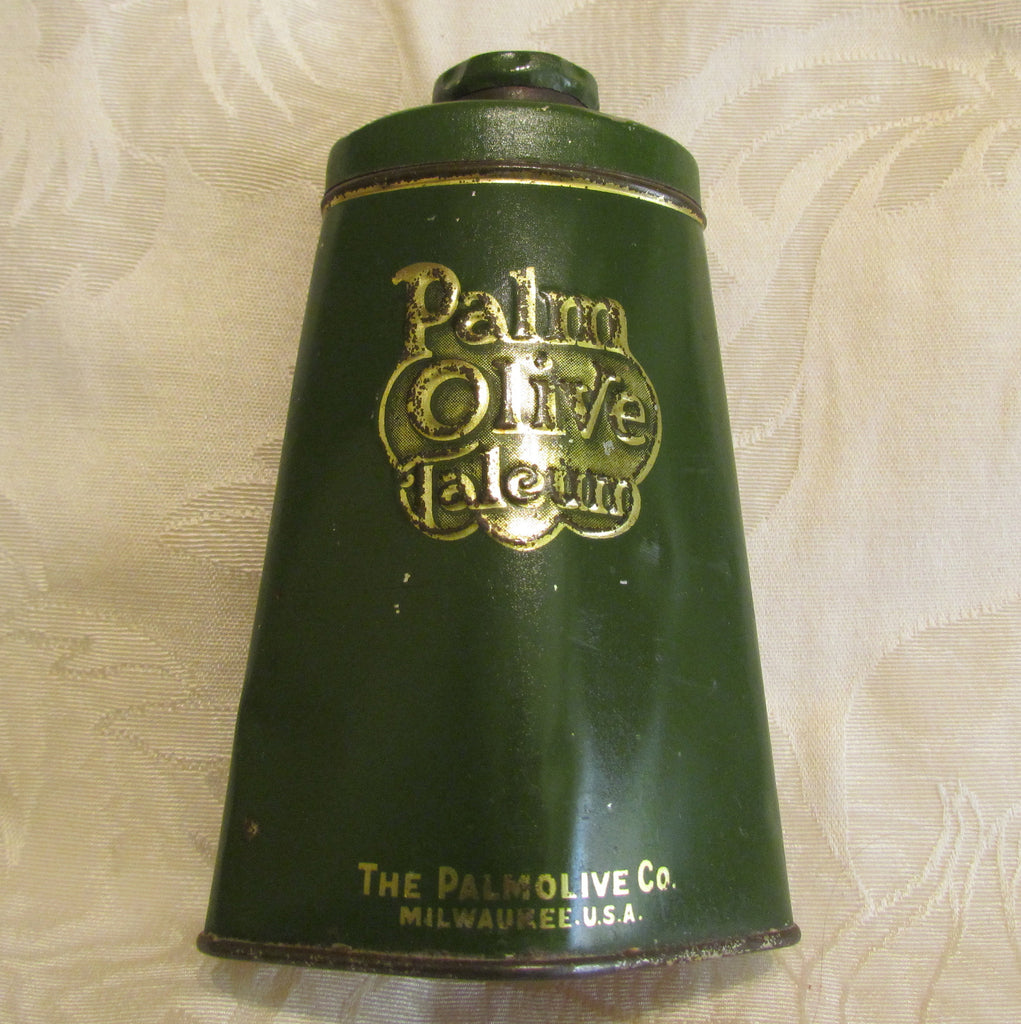 Palm
Olive
Talcum
THE PALMOLIVE CO.
MILWAUKEE.U.S.A.